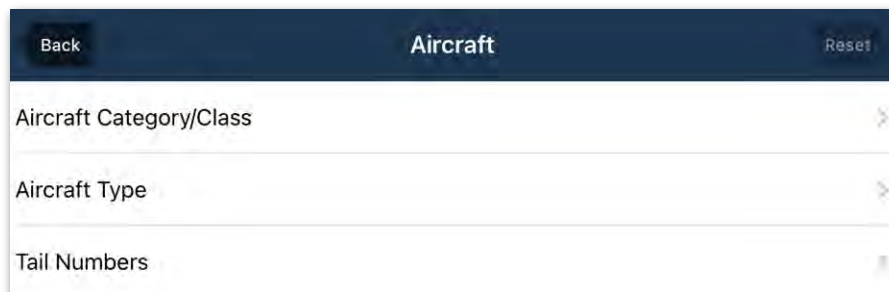 Back Aircraft Reset
Aircraft Category/Class
Aircraft Type
Tail Numbers